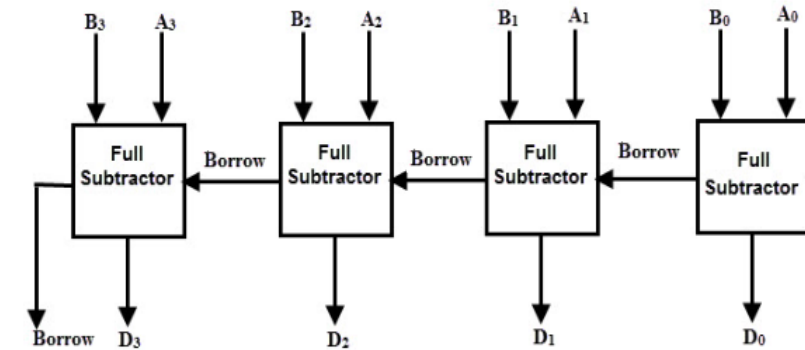 B₃ A₃ B₂ A₂ B₁ A₁ B₀ A₀
Full Subtractor
Borrow
Full Subtractor
Borrow
Full Subtractor
Borrow
Full Subtractor
Borrow D₃ D₂ D₁ D₀